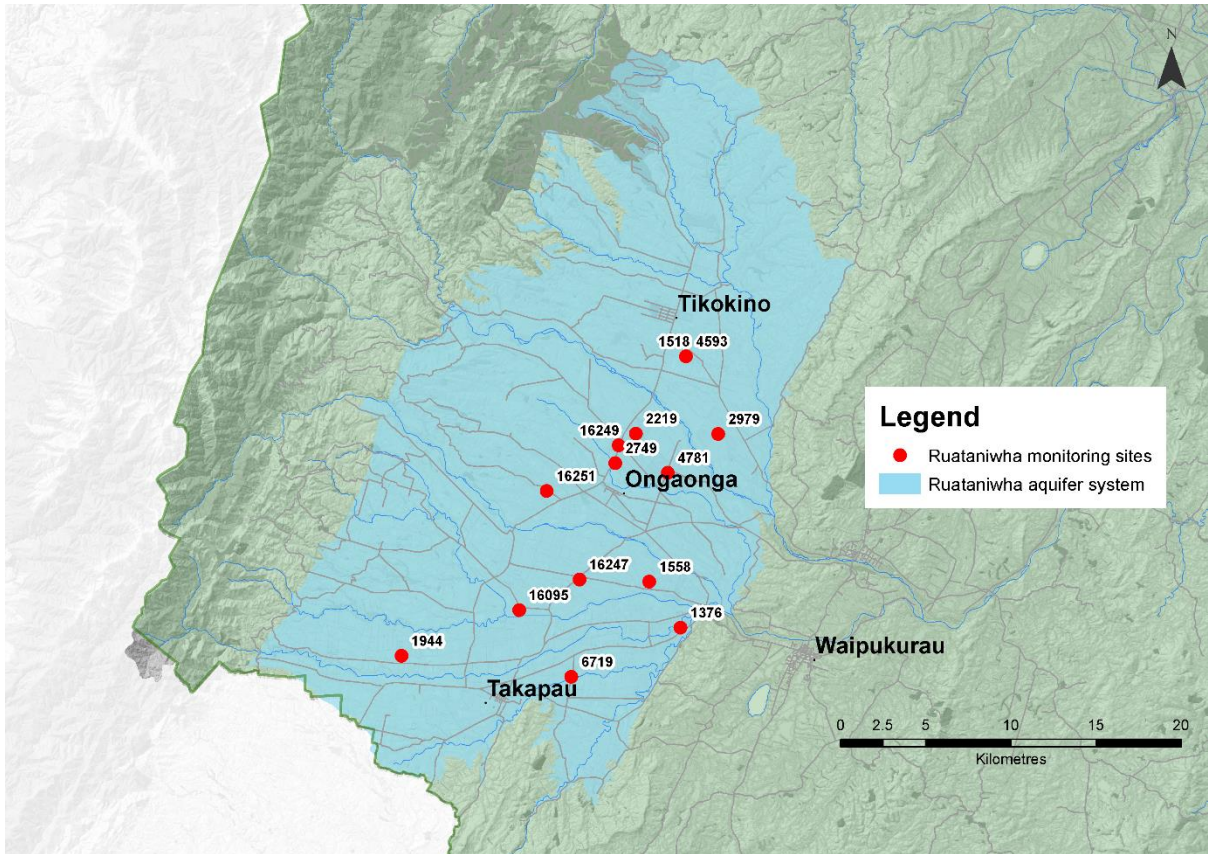 N
Tikokino
1518 4593
2219
2979
16249
2749
4781
16251
Ongaonga
Legend
Ruataniwha monitoring sites
Ruataniwha aquifer system
16247
1558
16095
1376
1944
6719
Waipukurau
Takapau
0 2.5 5 10 15 20
Kilometres